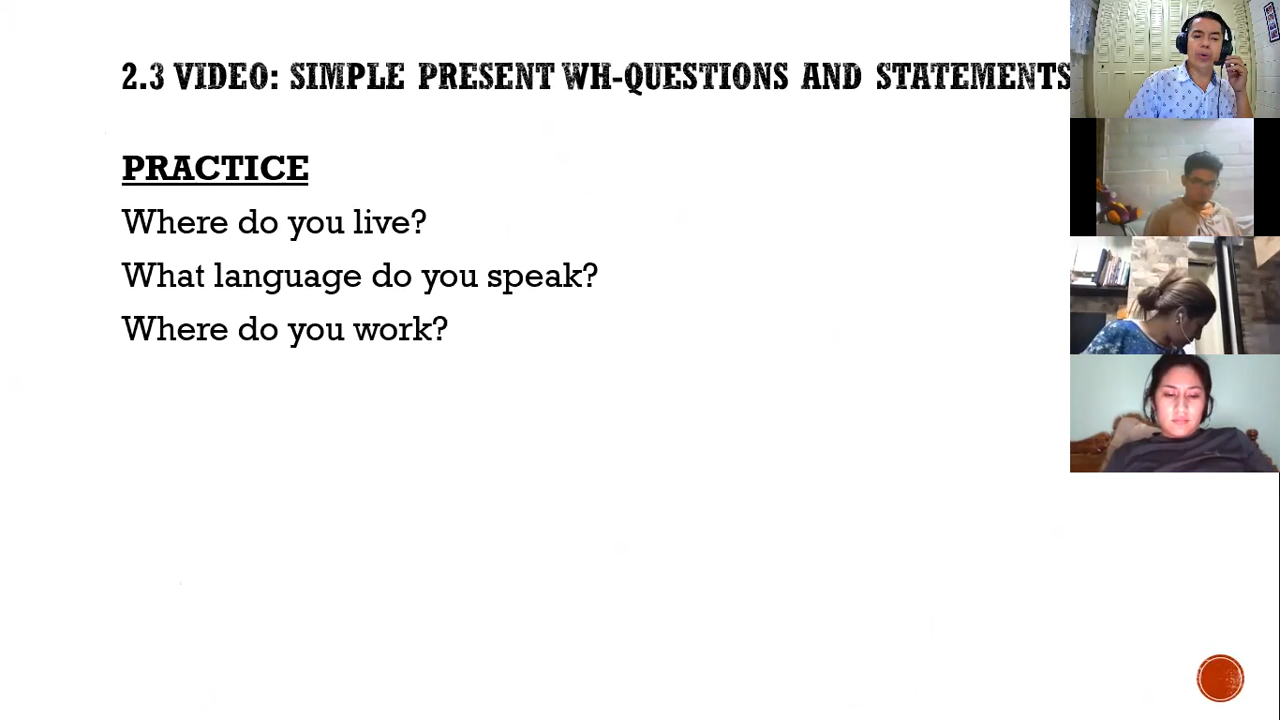 2.3 VIDEO: SIMPLE PRESENT WH-QUESTIONS AND STATEMENTS
PRACTICE
Where do you live?
What language do you speak?
Where do you work?